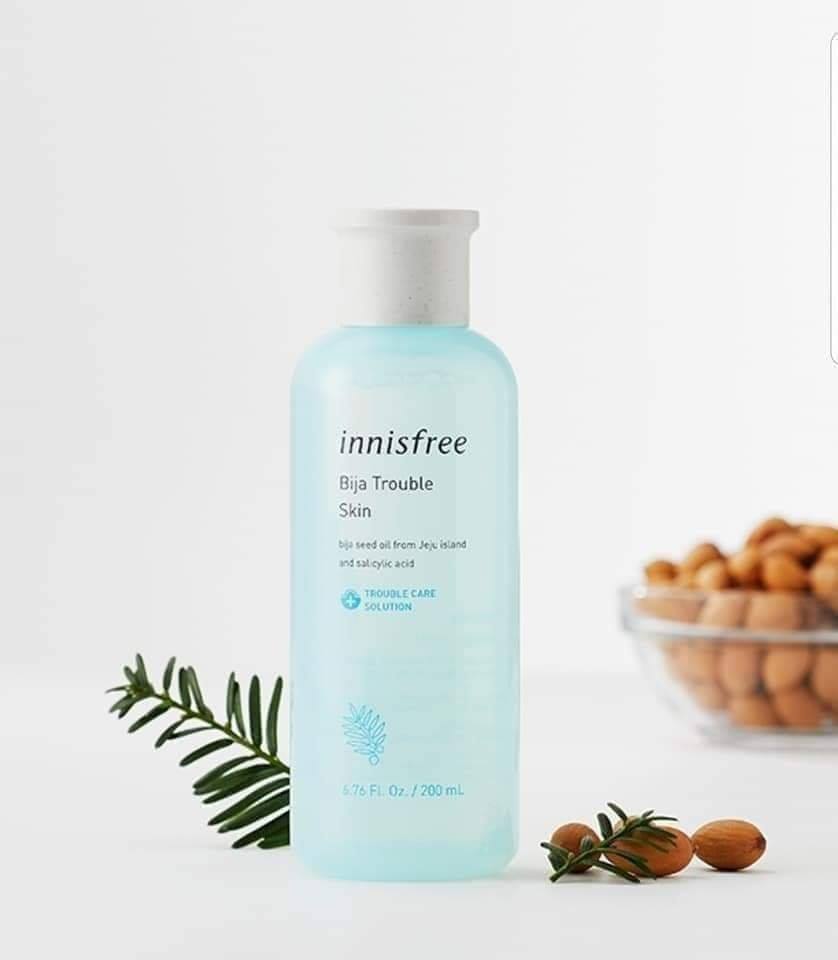 innisfree
Bija Trouble
Skin
bija seed oil from Jeju island
and salicylic acid
TROUBLE CARE
SOLUTION
6.76 Fl. Oz. / 200 mL